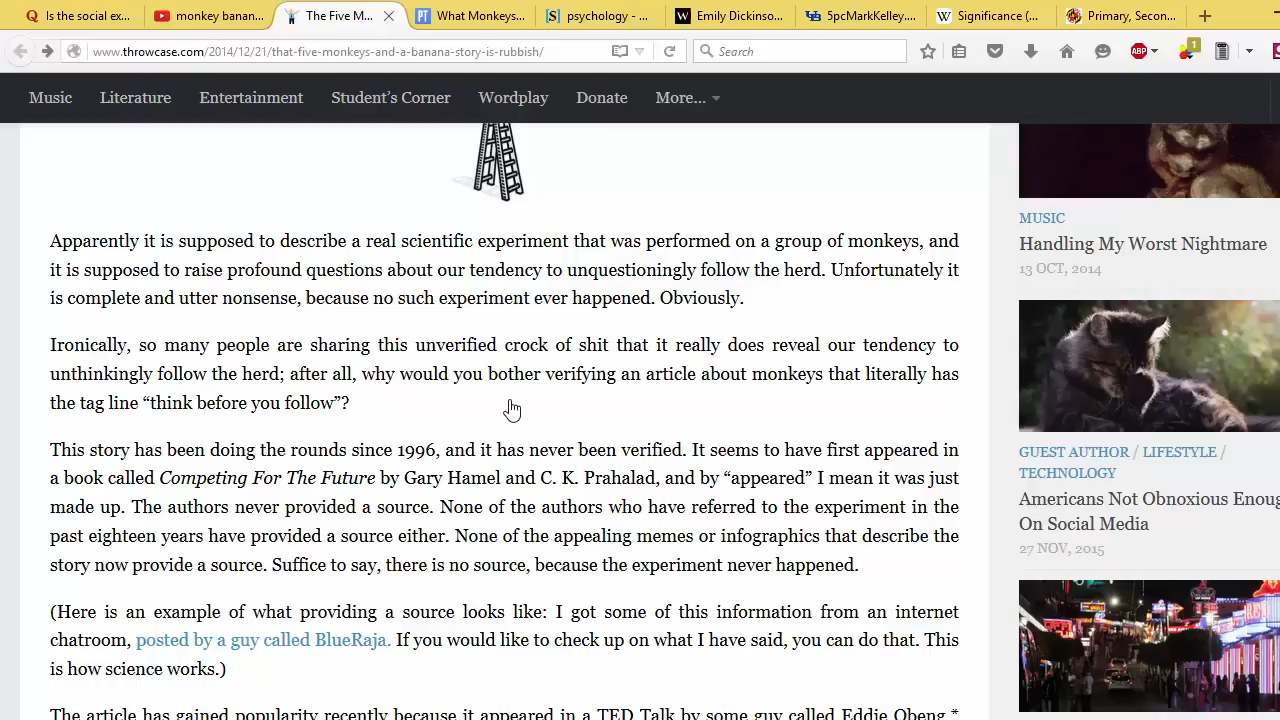 Is the social ex...
monkey banan...
The Five M...
What Monkeys...
psychology - ...
Emily Dickinso...
5pcMarkKelley....
Significance (...
Primary, Secon...
www.throwcase.com/2014/12/21/that-five-monkeys-and-a-banana-story-is-rubbish/
Search
ABP
1
Music Literature Entertainment Student's Corner Wordplay Donate More...
Apparently it is supposed to describe a real scientific experiment that was performed on a group of monkeys, and
it is supposed to raise profound questions about our tendency to unquestioningly follow the herd. Unfortunately it
is complete and utter nonsense, because no such experiment ever happened. Obviously.
Ironically, so many people are sharing this unverified crock of shit that it really does reveal our tendency to
unthinkingly follow the herd; after all, why would you bother verifying an article about monkeys that literally has
the tag line “think before you follow”?
This story has been doing the rounds since 1996, and it has never been verified. It seems to have first appeared in
a book called Competing For The Future by Gary Hamel and C. K. Prahalad, and by “appeared” I mean it was just
made up. The authors never provided a source. None of the authors who have referred to the experiment in the
past eighteen years have provided a source either. None of the appealing memes or infographics that describe the
story now provide a source. Suffice to say, there is no source, because the experiment never happened.
(Here is an example of what providing a source looks like: I got some of this information from an internet
chatroom, posted by a guy called BlueRaja. If you would like to check up on what I have said, you can do that. This
is how science works.)
The article has gained popularity recently because it appeared in a TED Talk by some guy called Eddie Obeng.*
MUSIC
Handling My Worst Nightmare
13 OCT, 2014
GUEST AUTHOR / LIFESTYLE /
TECHNOLOGY
Americans Not Obnoxious Enoug
On Social Media
27 NOV, 2015